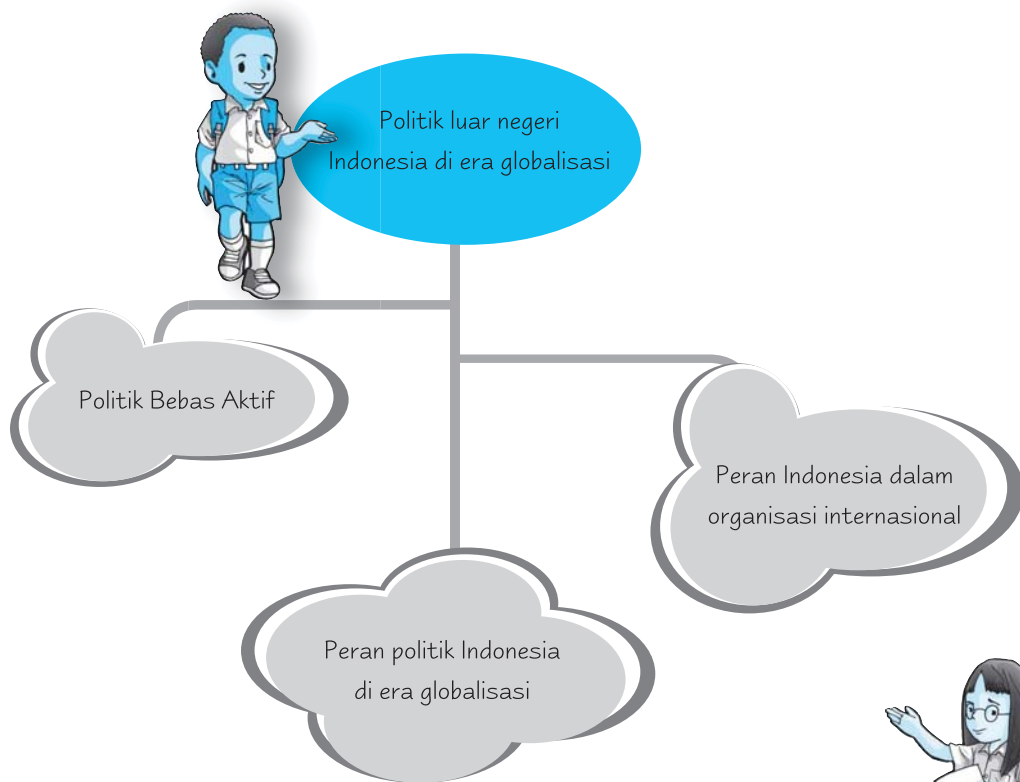 Politik luar negeri
Indonesia di era globalisasi
Politik Bebas Aktif
Peran Indonesia dalam
organisasi internasional
Peran politik Indonesia
di era globalisasi